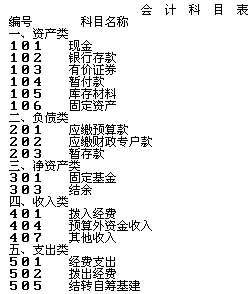 会 计 科 目 表
编号 科目名称
一、资产类
101 现金
102 银行存款
103 有价证券
104 暂付款
105 库存材料
106 固定资产
二、负债类
201 应缴预算款
202 应缴财政专户款
203 暂存款
三、净资产类
301 固定基金
303 结余
四、收入类
401 拨入经费
404 预算外资金收入
407 其他收入
五、支出类
501 经费支出
502 拨出经费
505 结转自筹基建